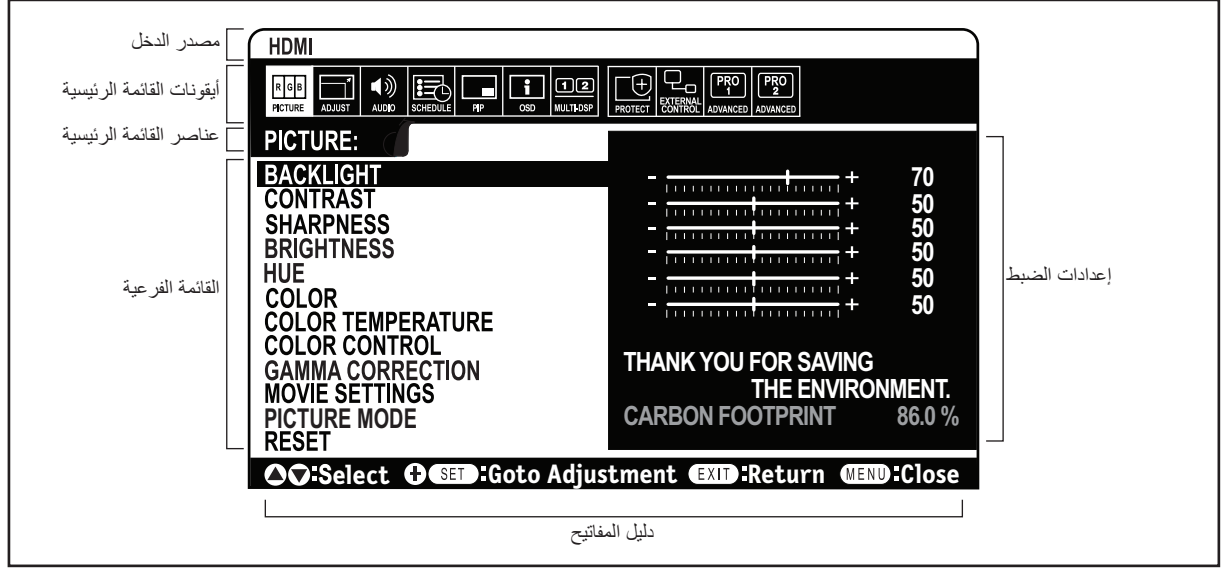 مصدر الدخل
HDMI
أيقونات القائمة الرئيسية
R G B
PICTURE
ADJUST
AUDIO
SCHEDULE
PIP
OSD
1 2
MULTI-DSP
PROTECT
EXTERNAL
CONTROL
PRO
1
ADVANCED
PRO
2
ADVANCED
عناصر القائمة الرئيسية
PICTURE:
القائمة الفرعية
BACKLIGHT - + 70
CONTRAST - + 50
SHARPNESS - + 50
BRIGHTNESS - + 50
HUE - + 50
COLOR - + 50
COLOR TEMPERATURE
COLOR CONTROL
GAMMA CORRECTION
MOVIE SETTINGS
PICTURE MODE
RESET
THANK YOU FOR SAVING
THE ENVIRONMENT.
CARBON FOOTPRINT 86.0 %
إعدادات الضبط
:Select + SET :Goto Adjustment EXIT :Return MENU :Close
دليل المفاتيح